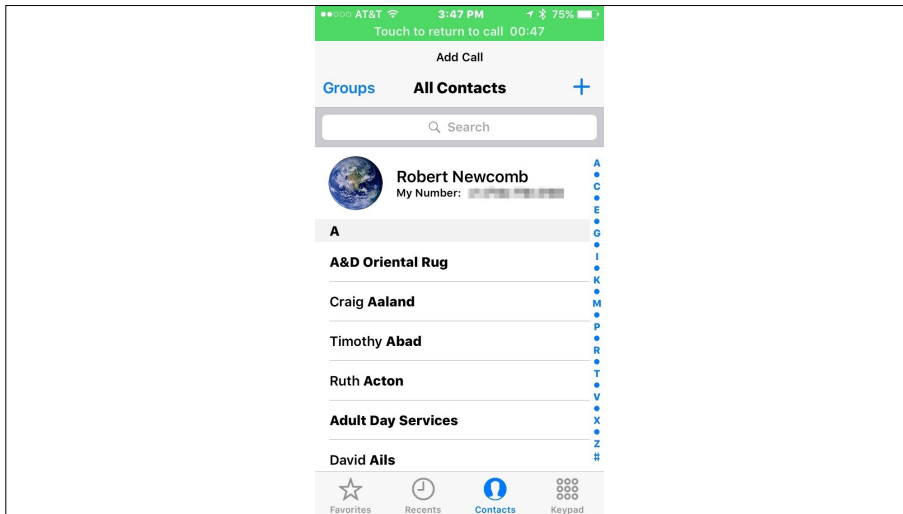 AT&T 3:47 PM 75%
Touch to return to call 00:47
Add Call
Groups All Contacts +
Search
Robert Newcomb
My Number:
A
A&D Oriental Rug
Craig Aaland
Timothy Abad
Ruth Acton
Adult Day Services
David Ails
A
C
E
G
I
K
M
P
R
T
V
X
Z
#
Favorites Recents Contacts Keypad